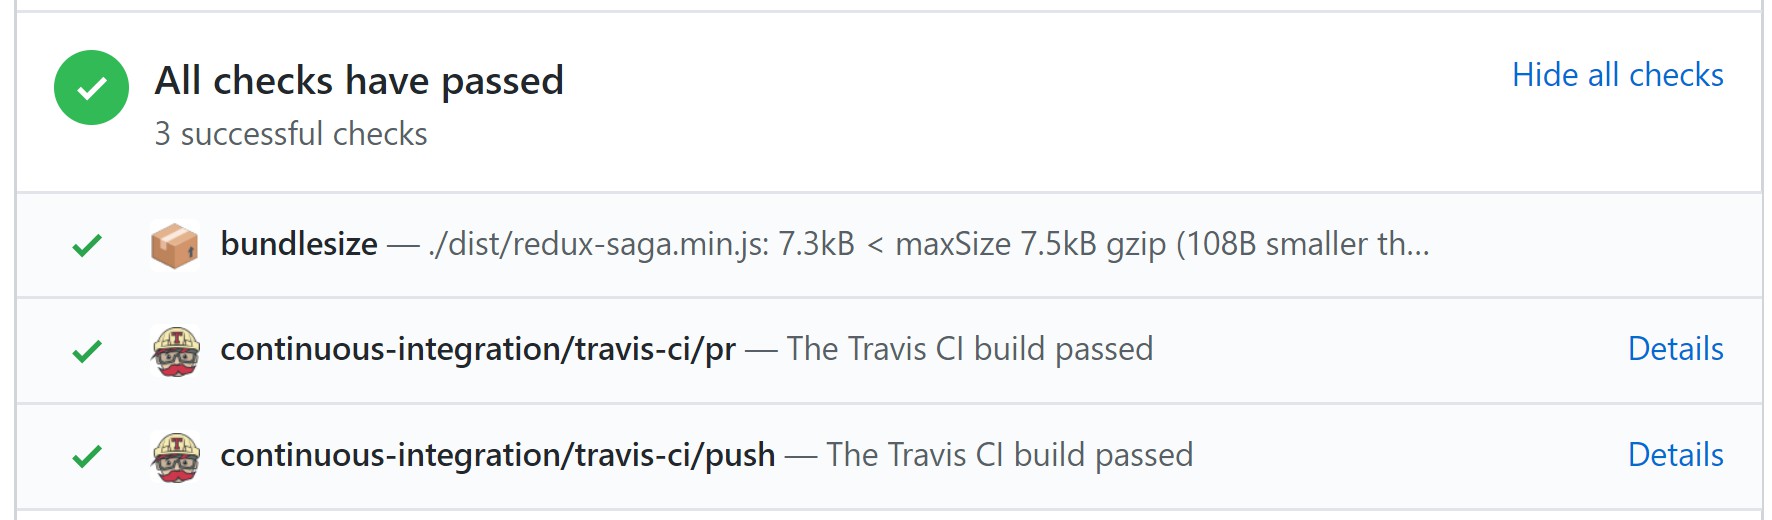 All checks have passed
Hide all checks
3 successful checks
bundlesize — ./dist/redux-saga.min.js: 7.3kB < maxSize 7.5kB gzip (108B smaller th...
continuous-integration/travis-ci/pr — The Travis CI build passed
Details
continuous-integration/travis-ci/push — The Travis CI build passed
Details